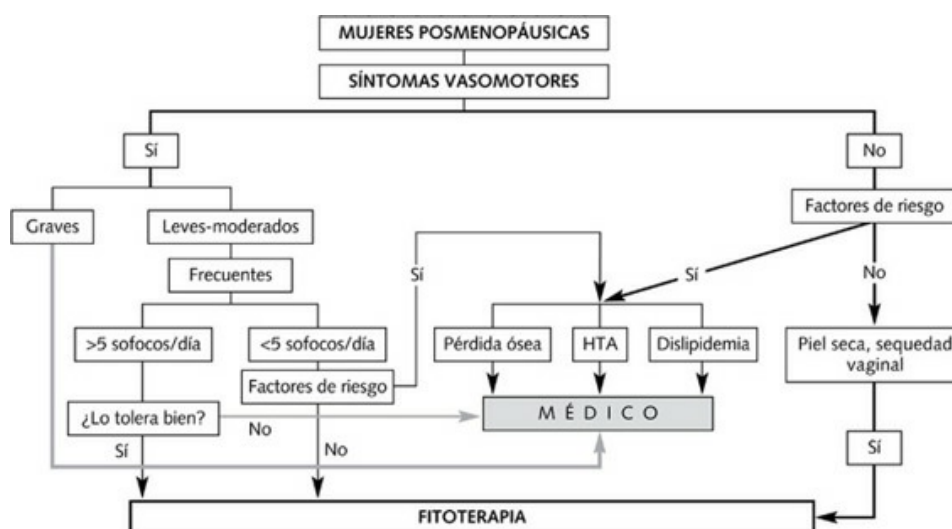 MUJERES POSMENOPÁUSICAS
SÍNTOMAS VASOMOTORES
Sí
No
Graves
Leves-moderados
Factores de riesgo
Frecuentes
Sí
Sí
No
>5 sofocos/día
<5 sofocos/día
Pérdida ósea
HTA
Dislipidemia
Piel seca, sequedad
vaginal
Factores de riesgo
¿Lo tolera bien?
No
MÉDICO
Sí
No
Sí
FITOTERAPIA